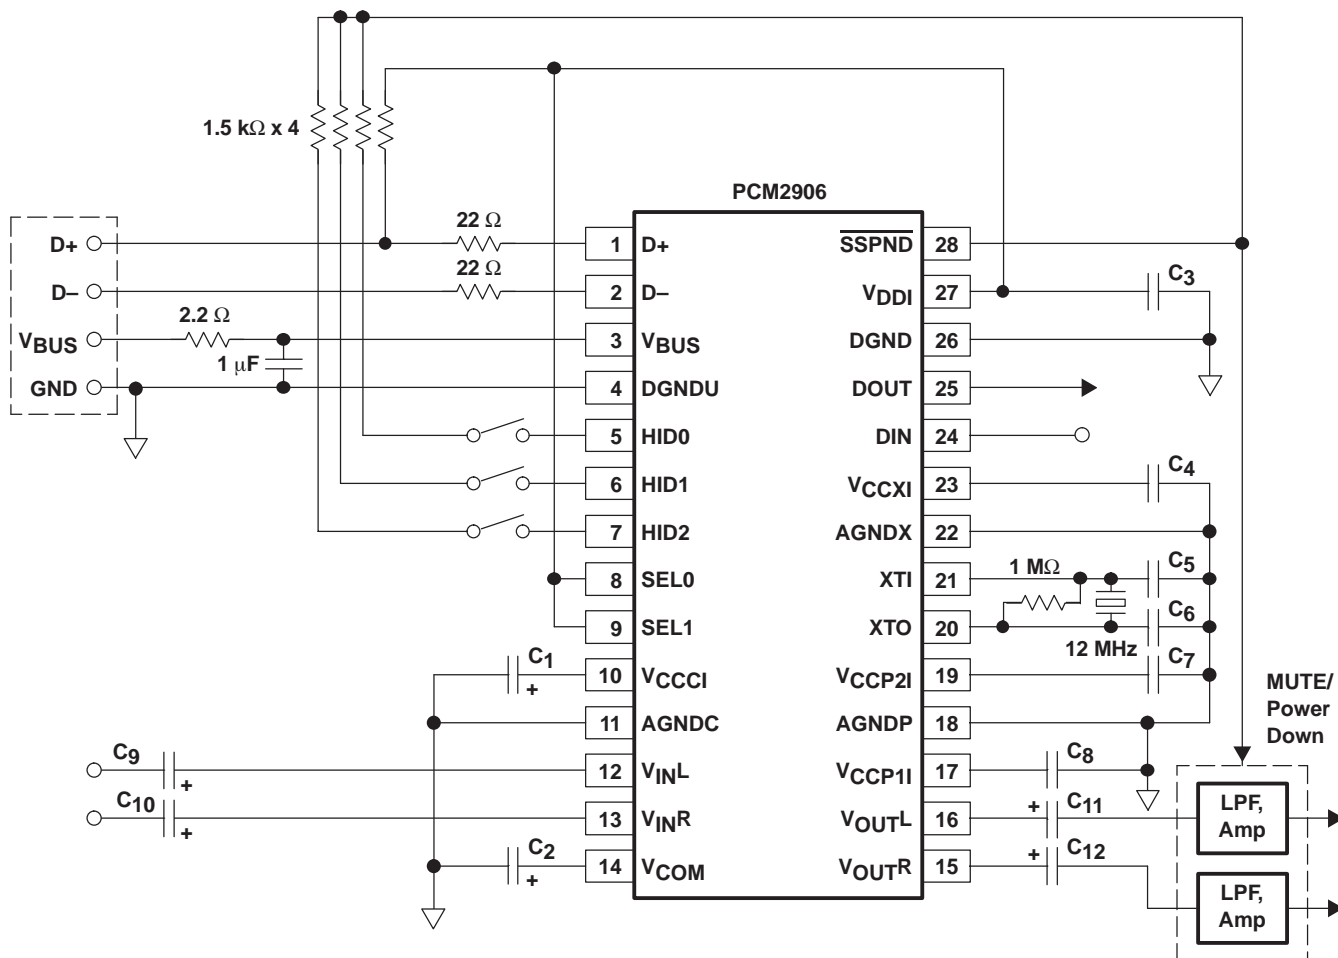 1.5 kΩ x 4
PCM2906
D+
D–
VBUS
GND
22 Ω
22 Ω
2.2 Ω
1 μF
1 D+
2 D–
3 VBUS
4 DGNDU
5 HID0
6 HID1
7 HID2
8 SEL0
9 SEL1
10 VCCCI
11 AGNDC
12 VINL
13 VINR
14 VCOM
SSPND 28
VDDI 27
DGND 26
DOUT 25
DIN 24
VCCXI 23
AGNDX 22
XTI 21
XTO 20
VCCP2I 19
AGNDP 18
VCCP1I 17
VOUTL 16
VOUTR 15
C1
+
C9
+
C10
+
C2
+
C3
C4
1 MΩ
C5
C6
12 MHz
C7
C8
+ C11
+ C12
MUTE/
Power
Down
LPF,
Amp
LPF,
Amp